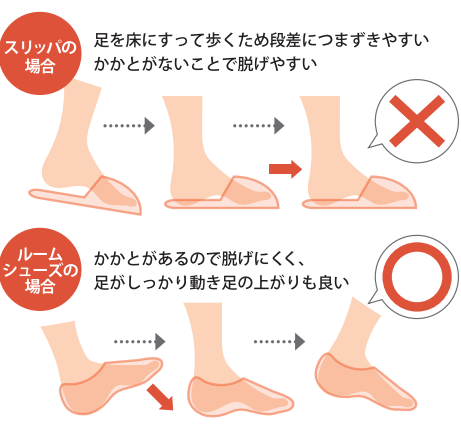 スリッパの
場合
足を床にすって歩くため段差につまずきやすい
かかとがないことで脱げやすい
ルーム
シューズの
場合
かかとがあるので脱げにくく、
足がしっかり動き足の上がりも良い